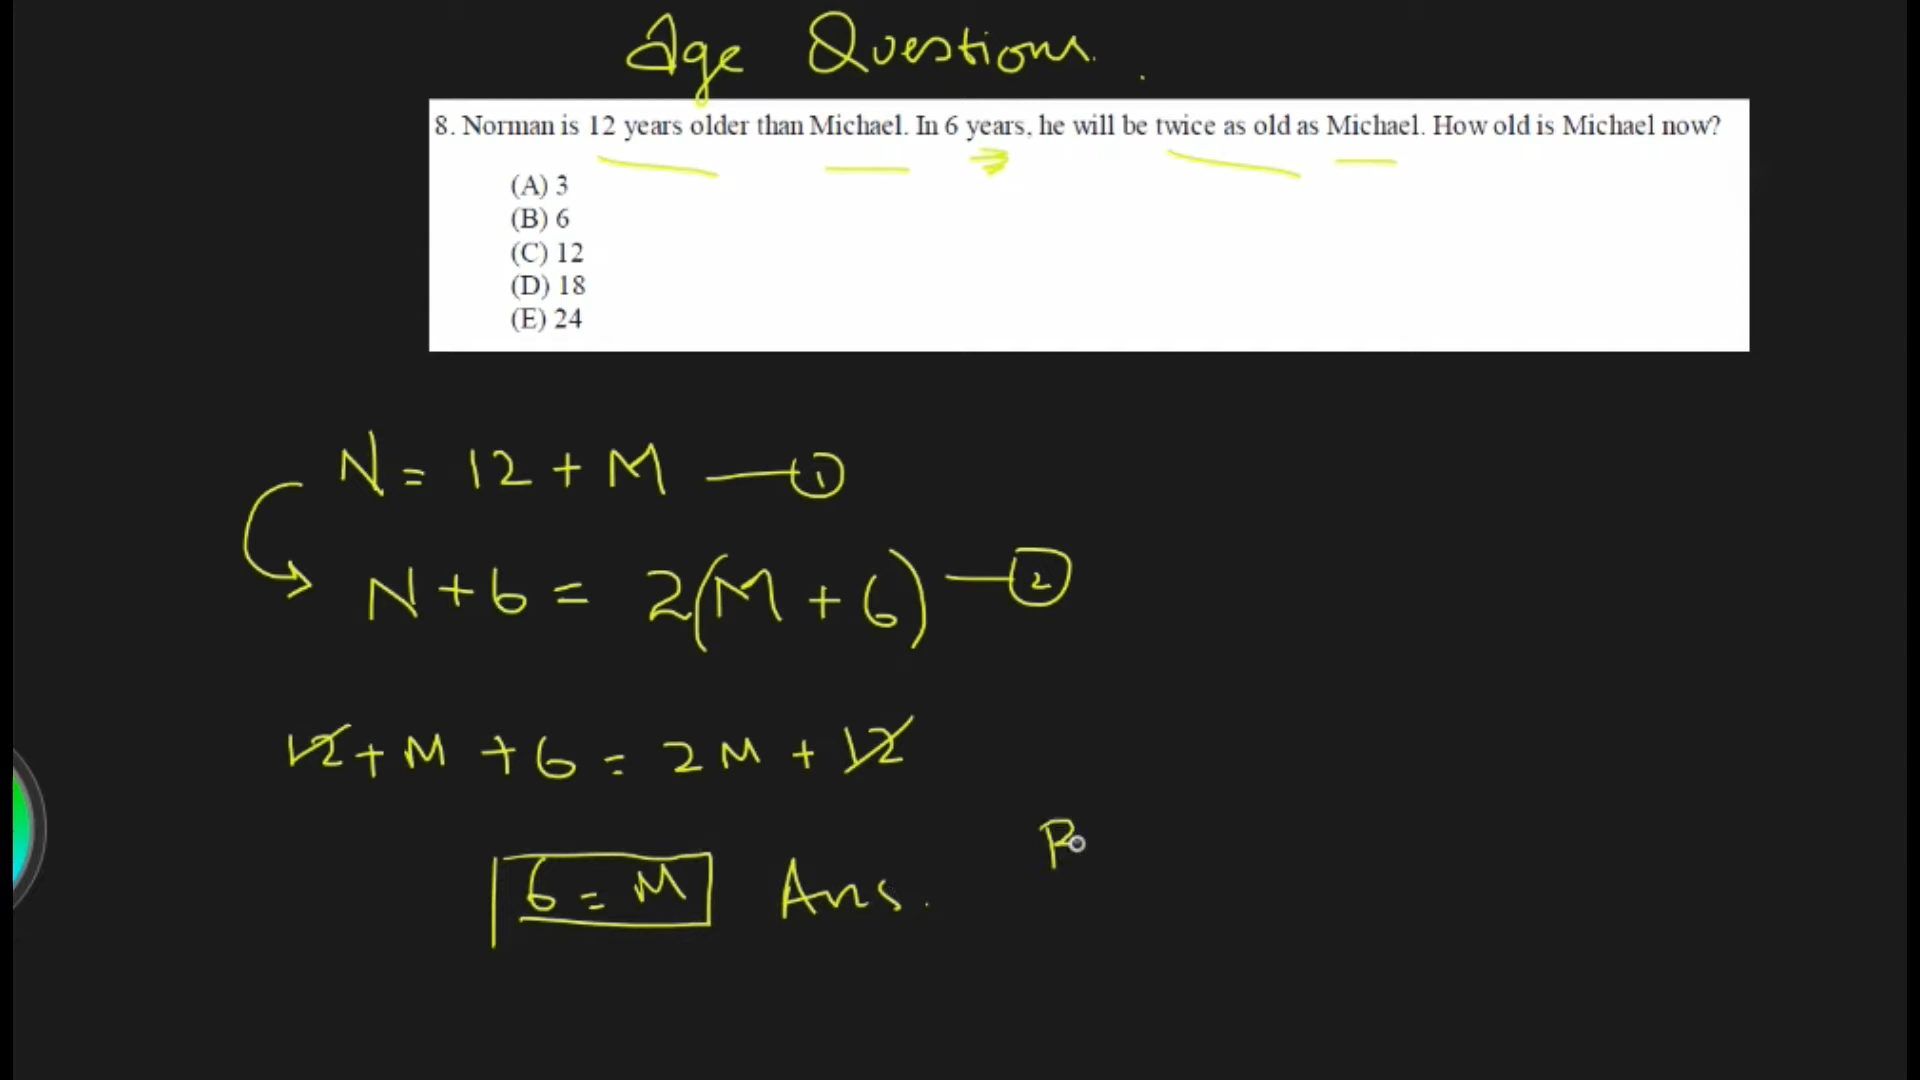 Age Questions.
8. Norman is 12 years older than Michael. In 6 years, he will be twice as old as Michael. How old is Michael now?
(A) 3
(B) 6
(C) 12
(D) 18
(E) 24
N = 12 + M — 1
N + 6 = 2(M + 6) — 2
12 + M + 6 = 2M + 12
6 = M Ans.